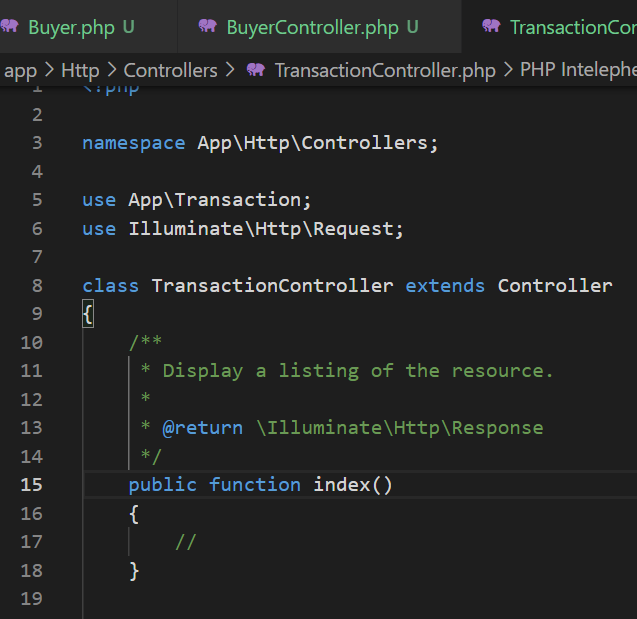 Buyer.php U BuyerController.php U TransactionCor
app > Http > Controllers > TransactionController.php > PHP Intelephe
1 <?php
2
3 namespace App\Http\Controllers;
4
5 use App\Transaction;
6 use Illuminate\Http\Request;
7
8 class TransactionController extends Controller
9 {
10 /**
11 * Display a listing of the resource.
12 *
13 * @return \Illuminate\Http\Response
14 */
15 public function index()
16 {
17 //
18 }
19